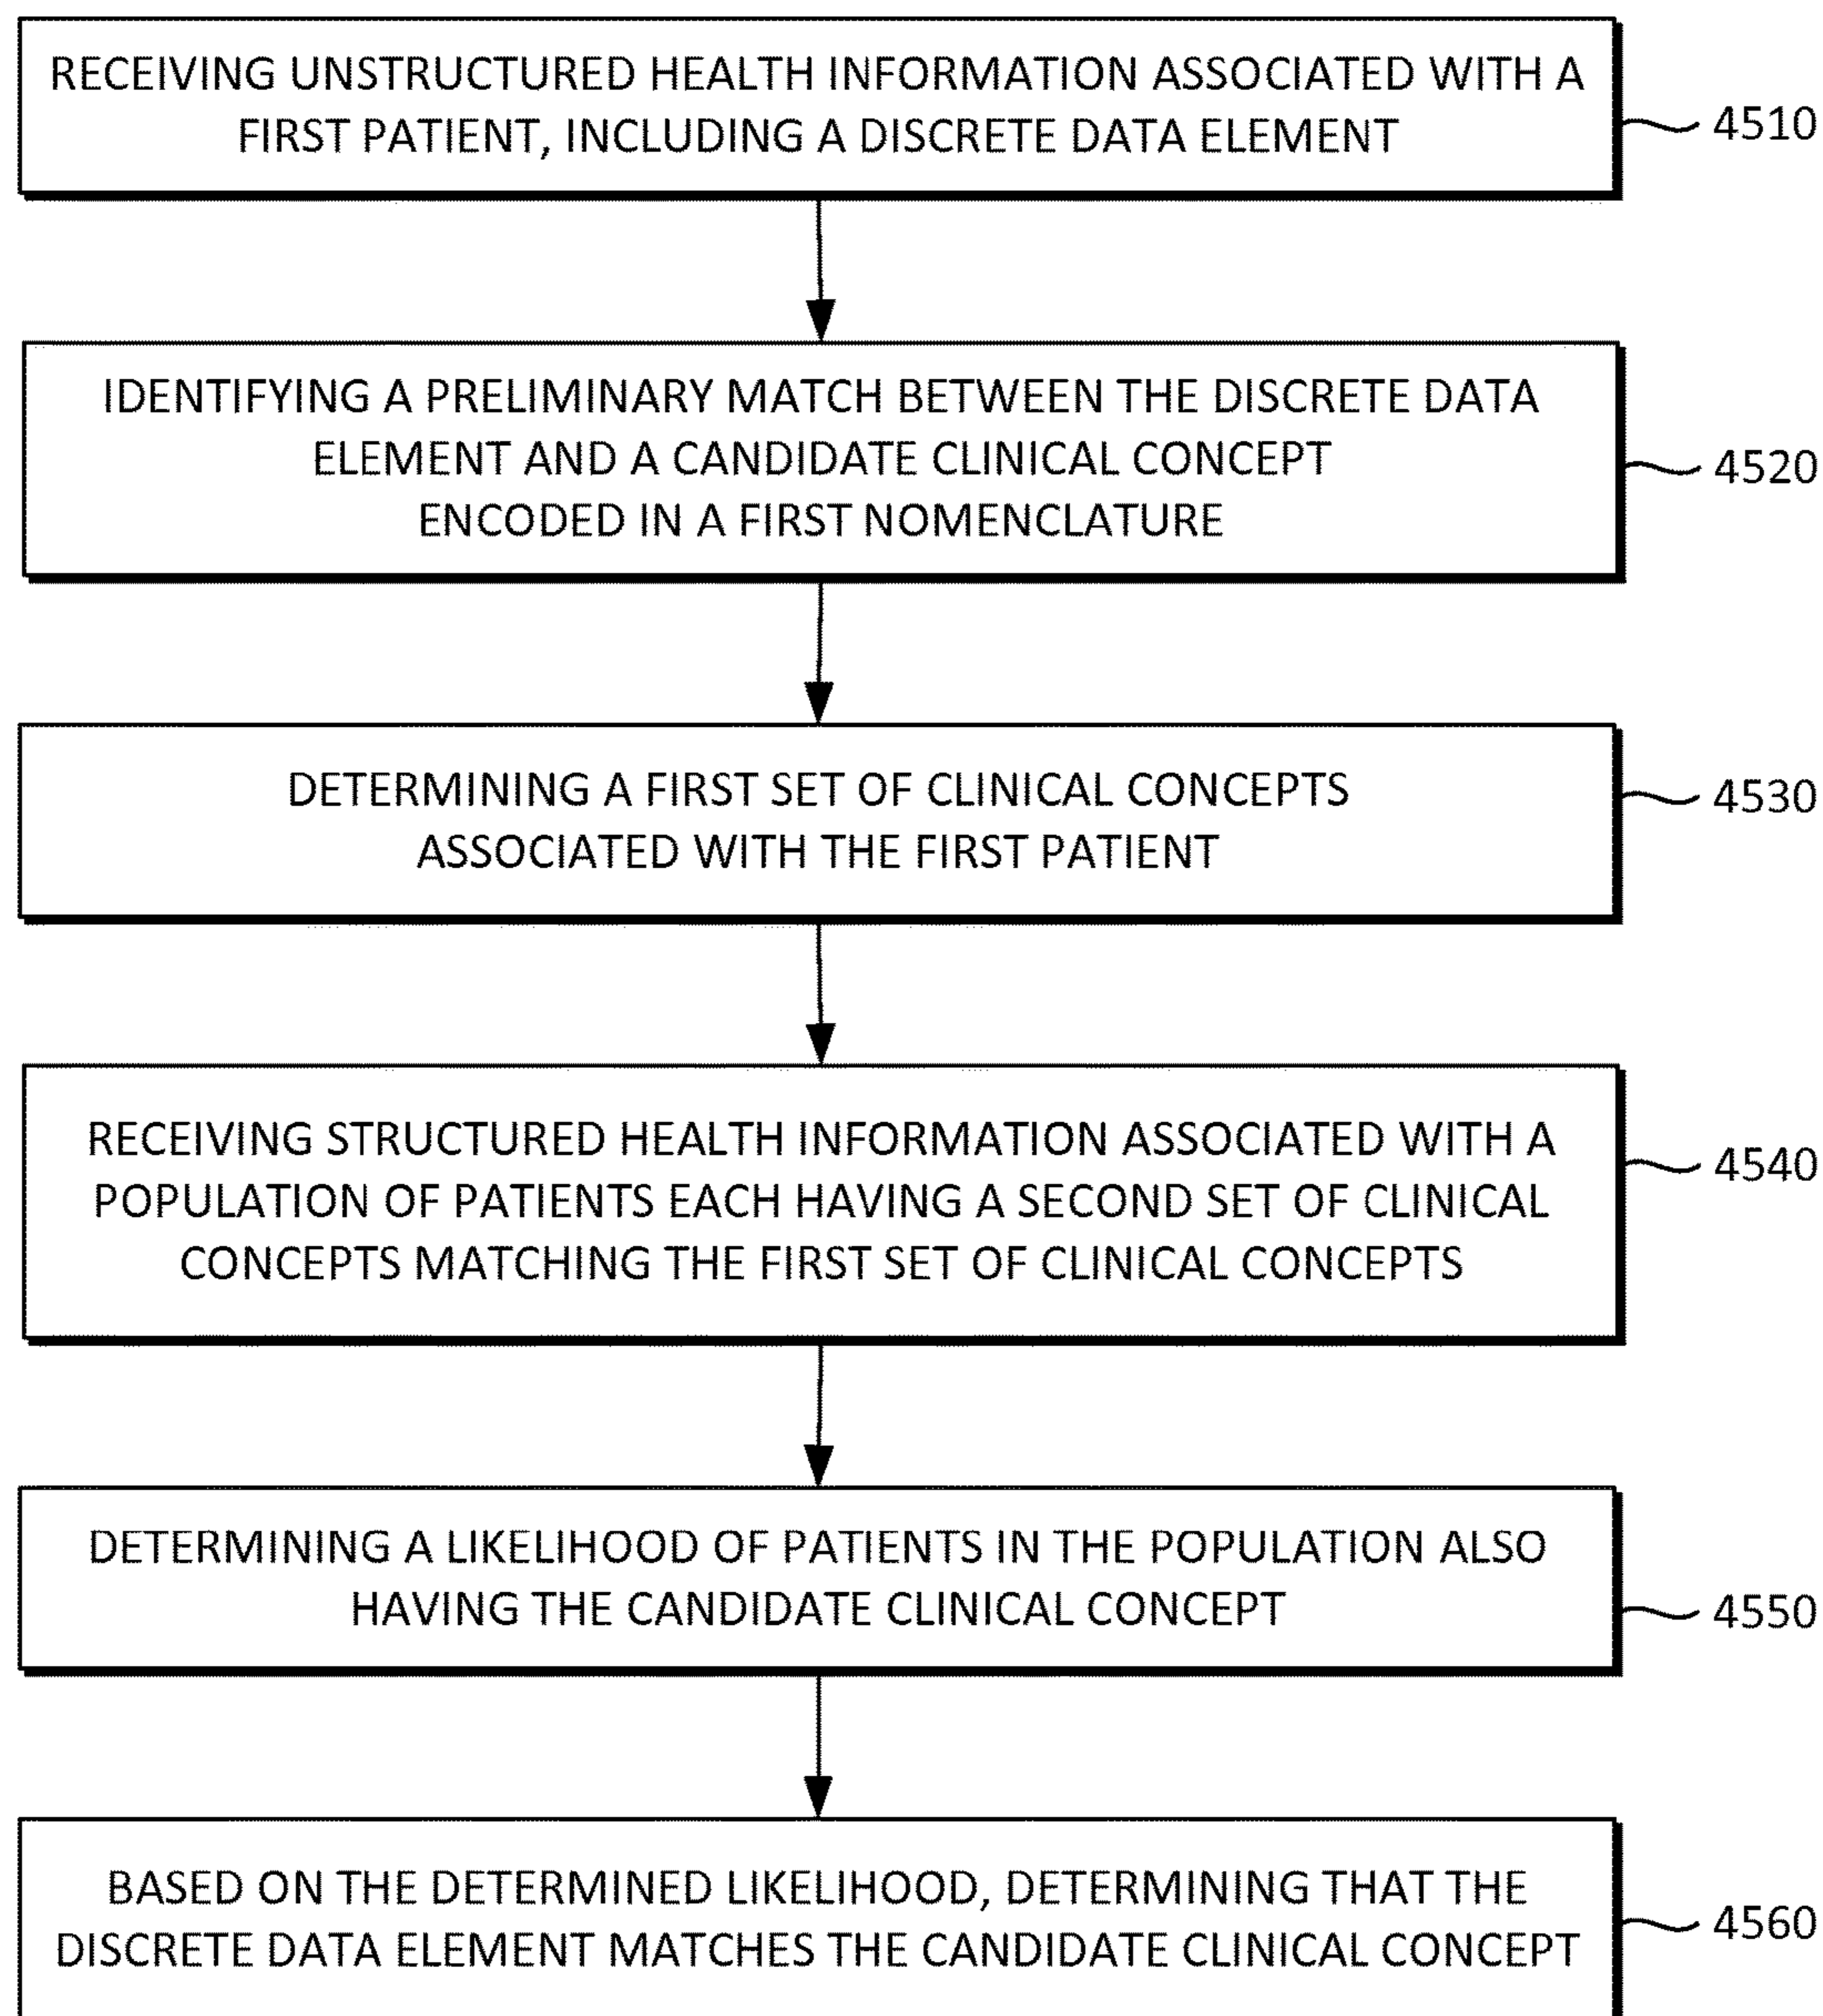 RECEIVING UNSTRUCTURED HEALTH INFORMATION ASSOCIATED WITH A
FIRST PATIENT, INCLUDING A DISCRETE DATA ELEMENT
4510
IDENTIFYING A PRELIMINARY MATCH BETWEEN THE DISCRETE DATA
ELEMENT AND A CANDIDATE CLINICAL CONCEPT
ENCODED IN A FIRST NOMENCLATURE
4520
DETERMINING A FIRST SET OF CLINICAL CONCEPTS
ASSOCIATED WITH THE FIRST PATIENT
4530
RECEIVING STRUCTURED HEALTH INFORMATION ASSOCIATED WITH A
POPULATION OF PATIENTS EACH HAVING A SECOND SET OF CLINICAL
CONCEPTS MATCHING THE FIRST SET OF CLINICAL CONCEPTS
4540
DETERMINING A LIKELIHOOD OF PATIENTS IN THE POPULATION ALSO
HAVING THE CANDIDATE CLINICAL CONCEPT
4550
BASED ON THE DETERMINED LIKELIHOOD, DETERMINING THAT THE
DISCRETE DATA ELEMENT MATCHES THE CANDIDATE CLINICAL CONCEPT
4560